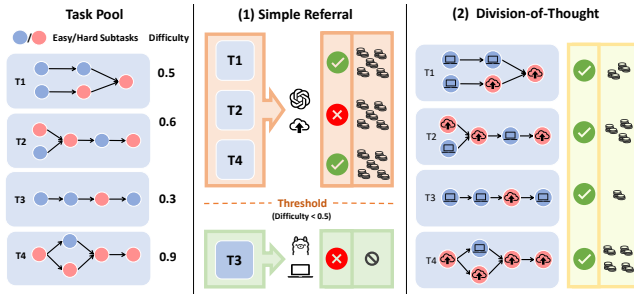 Task Pool
/ Easy/Hard Subtasks Difficulty
T1
0.5
T2
0.6
T3
0.3
T4
0.9
(1) Simple Referral
T1
T2
T4
Threshold
(Difficulty < 0.5)
T3
(2) Division-of-Thought
T1
T2
T3
T4